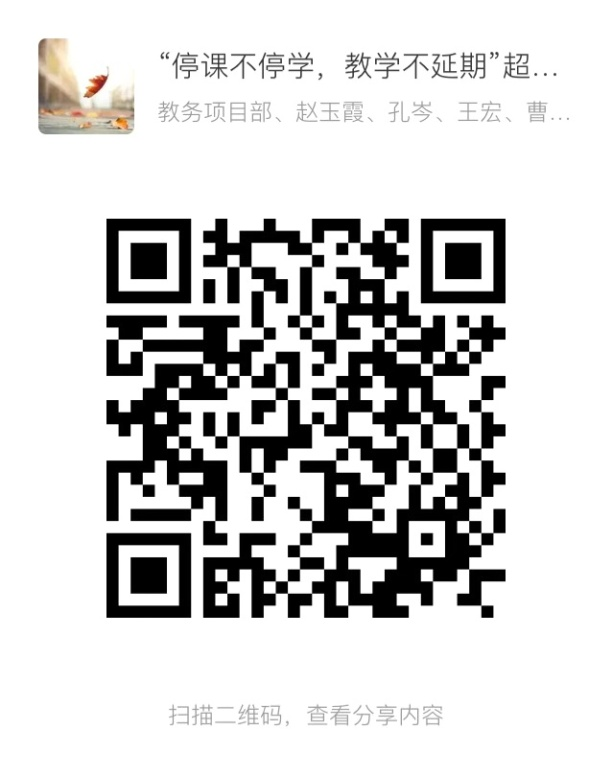 “停课不停学，教学不延期”超...
教务项目部、赵玉霞、孔岑、王宏、曹...
扫描二维码，查看分享内容